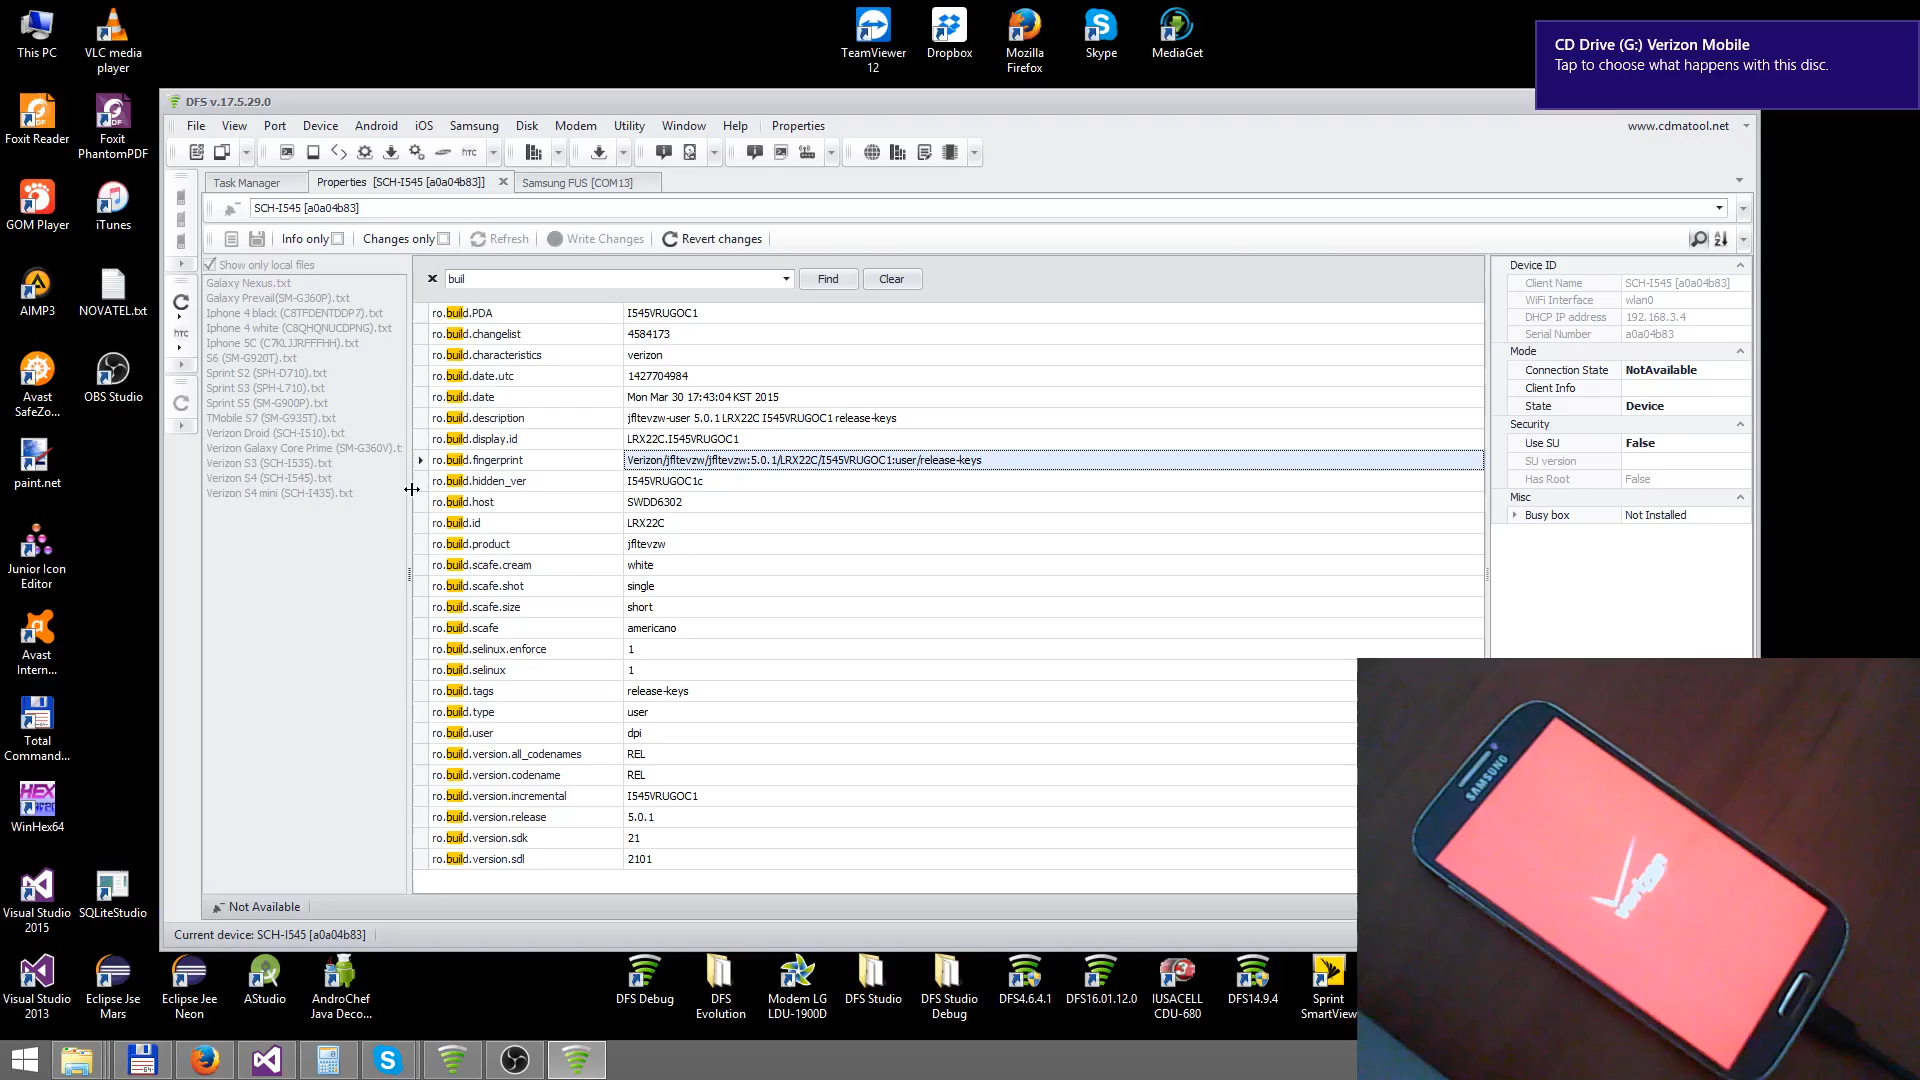 This PC
VLC media
player
TeamViewer
12
Dropbox
Mozilla
Firefox
Skype
MediaGet
CD Drive (G:) Verizon Mobile
Tap to choose what happens with this disc.
Foxit Reader
Foxit
PhantomPDF
GOM Player
iTunes
AIMP3
NOVATEL.txt
Avast
SafeZo...
OBS Studio
paint.net
Junior Icon
Editor
Avast
Intern...
Total
Comman​d...
WinHex64
HEX
Visual Studio
2015
SQLiteStudio
Visual Studio
2013
Eclipse Jse
Mars
Eclipse Jee
Neon
AStudio
AndroChef
Java Deco...
DFS v.17.5.29.0
File View Port Device Android iOS Samsung Disk Modem Utility Window Help Properties
www.cdmatool.net
htc
Task Manager
Properties [SCH-I545 [a0a04b83]]
Samsung FUS [COM13]
SCH-I545 [a0a04b83]
Info only
Changes only
Refresh
Write Changes
Revert changes
htc
Show only local files
Galaxy Nexus.txt
Galaxy Prevail(SM-G360P).txt
Iphone 4 black (C8TFDENTDDP7).txt
Iphone 4 white (C8QHQNUCDPNG).txt
Iphone 5C (C7KLJJRFFFHH).txt
S6 (SM-G920T).txt
Sprint S2 (SPH-D710).txt
Sprint S3 (SPH-L710).txt
Sprint S5 (SM-G900P).txt
TMobile S7 (SM-G935T).txt
Verizon Droid (SCH-I510).txt
Verizon Galaxy Core Prime (SM-G360V).t
Verizon S3 (SCH-I535).txt
Verizon S4 (SCH-I545).txt
Verizon S4 mini (SCH-I435).txt
buil
Find
Clear
ro.build.PDA I545VRUGOC1
ro.build.changelist 4584173
ro.build.characteristics verizon
ro.build.date.utc 1427704984
ro.build.date Mon Mar 30 17:43:04 KST 2015
ro.build.description jfltevzw-user 5.0.1 LRX22C I545VRUGOC1 release-keys
ro.build.display.id LRX22C.I545VRUGOC1
ro.build.fingerprint Verizon/jfltevzw/jfltevzw:5.0.1/LRX22C/I545VRUGOC1:user/release-keys
ro.build.hidden_ver I545VRUGOC1c
ro.build.host SWDD6302
ro.build.id LRX22C
ro.build.product jfltevzw
ro.build.scafe.cream white
ro.build.scafe.shot single
ro.build.scafe.size short
ro.build.scafe americano
ro.build.selinux.enforce 1
ro.build.selinux 1
ro.build.tags release-keys
ro.build.type user
ro.build.user dpi
ro.build.version.all_codenames REL
ro.build.version.codename REL
ro.build.version.incremental I545VRUGOC1
ro.build.version.release 5.0.1
ro.build.version.sdk 21
ro.build.version.sdl 2101
Device ID
Client Name SCH-I545 [a0a04b83]
WiFi Interface wlan0
DHCP IP address 192.168.3.4
Serial Number a0a04b83
Mode
Connection State NotAvailable
Client Info
State Device
Security
Use SU False
SU version
Has Root False
Misc
Busy box Not Installed
Not Available
Current device: SCH-I545 [a0a04b83]
SAMSUNG
verizon
DFS Debug
DFS
Evolution
Modem LG
LDU-1900D
DFS Studio
DFS Studio
Debug
DFS4.6.4.1
DFS16.01.12.0
IUSACELL
CDU-680
DFS14.9.4
Sprint
SmartView
64